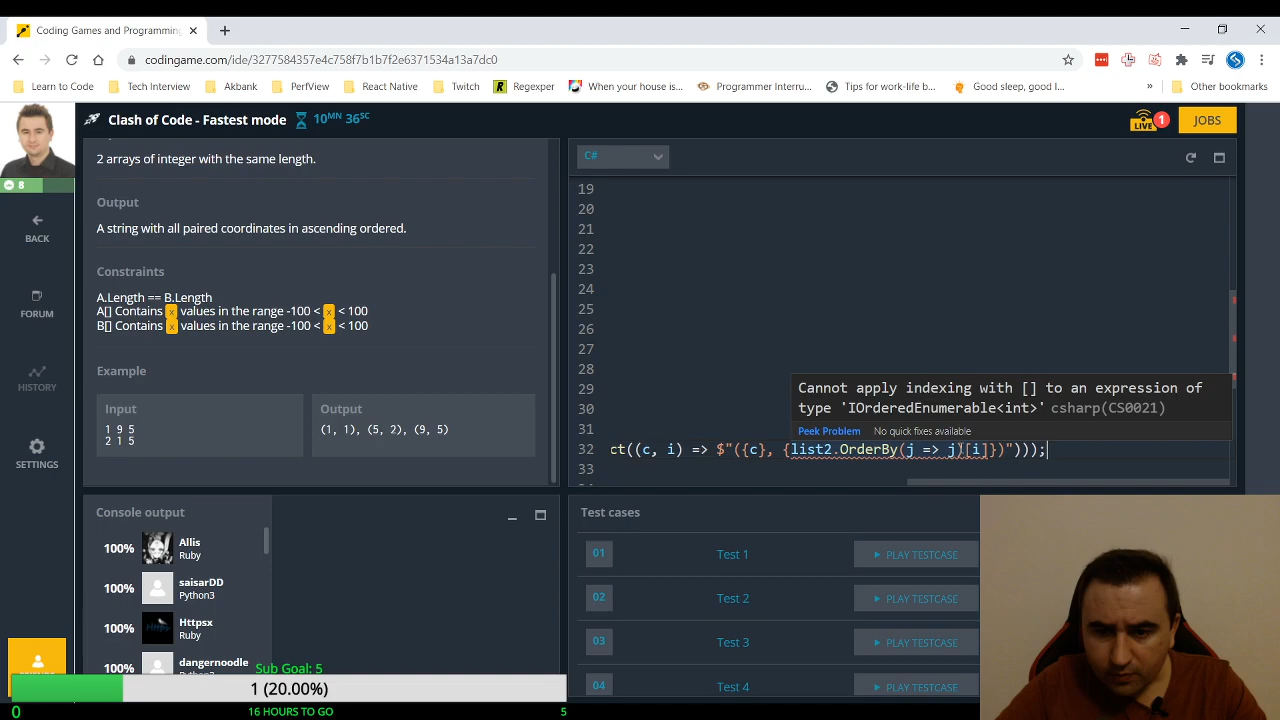 Coding Games and Programming
codingame.com/ide/3277584357e4c758f7b1b7f2e6371534a13a7dc0
Learn to Code
Tech Interview
Akbank
PerfView
React Native
Twitch
Regexer
When your house is...
Programmer Interru...
Tips for work-life b...
Good sleep, good l...
Other bookmarks
Clash of Code - Fastest mode
10MN 36SC
LIVE
1
JOBS
8
BACK
FORUM
HISTORY
SETTINGS
2 arrays of integer with the same length.
Output
A string with all paired coordinates in ascending ordered.
Constraints
A.Length == B.Length
A[] Contains x values in the range -100 < x < 100
B[] Contains x values in the range -100 < x < 100
Example
Input
1 9 5
2 1 5
Output
(1, 1), (5, 2), (9, 5)
C#
19
20
21
22
23
24
25
26
27
28
29
30
31
Cannot apply indexing with [] to an expression of
type 'IOrderedEnumerable<int>' csharp(CS0021)
Peek Problem
No quick fixes available
32 ct((c, i) => $"({c}, {list2.OrderBy(j => j)[i]})")));
33
Console output
100% Allis
Ruby
100% saisarDD
Python3
100% Httpsx
Ruby
100% dangernoodle
Test cases
01 Test 1 PLAY TESTCASE
02 Test 2 PLAY TESTCASE
03 Test 3 PLAY TESTCASE
04 Test 4 PLAY TESTCASE
Sub Goal: 5
1 (20.00%)
0
16 HOURS TO GO
5